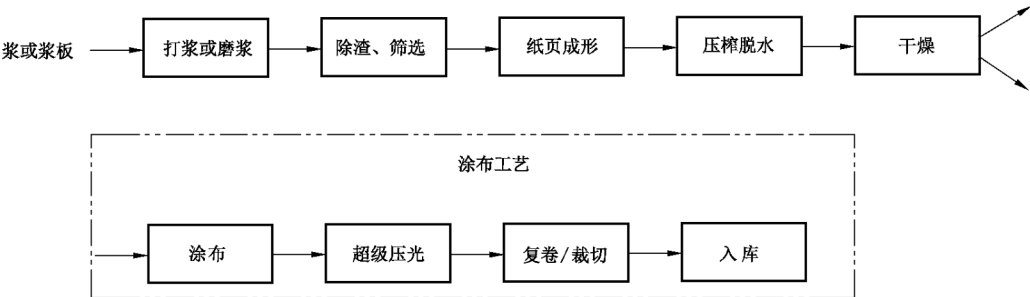 浆或浆板
打浆或磨浆
除渣、筛选
纸页成形
压榨脱水
干燥
涂布工艺
涂布
超级压光
复卷/裁切
入库